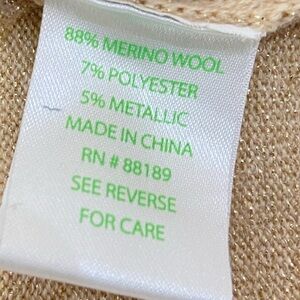 88% MERINO WOOL
7% POLYESTER
5% METALLIC
MADE IN CHINA
RN # 88189
SEE REVERSE
FOR CARE